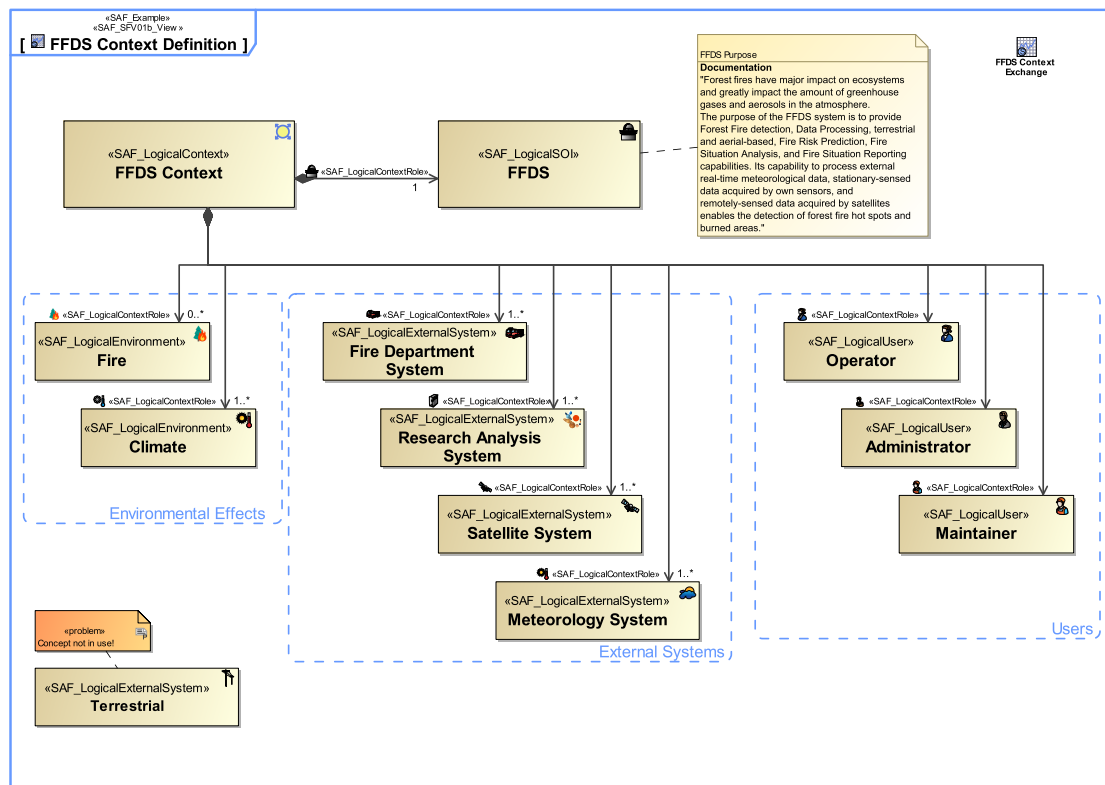 «SAF_Example»
«SAF_SFV01b_View »
[ FFDS Context Definition ]
FFDS Context
Exchange
FFDS Purpose
Documentation
"Forest fires have major impact on ecosystems
and greatly impact the amount of greenhouse
gases and aerosols in the atmosphere.
The purpose of the FFDS system is to provide
Forest Fire detection, Data Processing, terrestrial
and aerial-based, Fire Risk Prediction, Fire
Situation Analysis, and Fire Situation Reporting
capabilities. Its capability to process external
real-time meteorological data, stationary-sensed
data acquired by own sensors, and
remotely-sensed data acquired by satellites
enables the detection of forest fire hot spots and
burned areas."
«SAF_LogicalContext»
FFDS Context
«SAF_LogicalContextRole»
1
«SAF_LogicalSOI»
FFDS
«SAF_LogicalContextRole»
0..*
«SAF_LogicalEnvironment»
Fire
«SAF_LogicalContextRole»
1..*
«SAF_LogicalEnvironment»
Climate
Environmental Effects
«SAF_LogicalContextRole»
1..*
«SAF_LogicalExternalSystem»
Fire Department
System
«SAF_LogicalContextRole»
1..*
«SAF_LogicalExternalSystem»
Research Analysis
System
«SAF_LogicalContextRole»
1..*
«SAF_LogicalExternalSystem»
Satellite System
«SAF_LogicalContextRole»
1..*
«SAF_LogicalExternalSystem»
Meteorology System
External Systems
«SAF_LogicalContextRole»
«SAF_LogicalUser»
Operator
«SAF_LogicalContextRole»
«SAF_LogicalUser»
Administrator
«SAF_LogicalContextRole»
«SAF_LogicalUser»
Maintainer
Users
«problem»
Concept not in use!
«SAF_LogicalExternalSystem»
Terrestrial